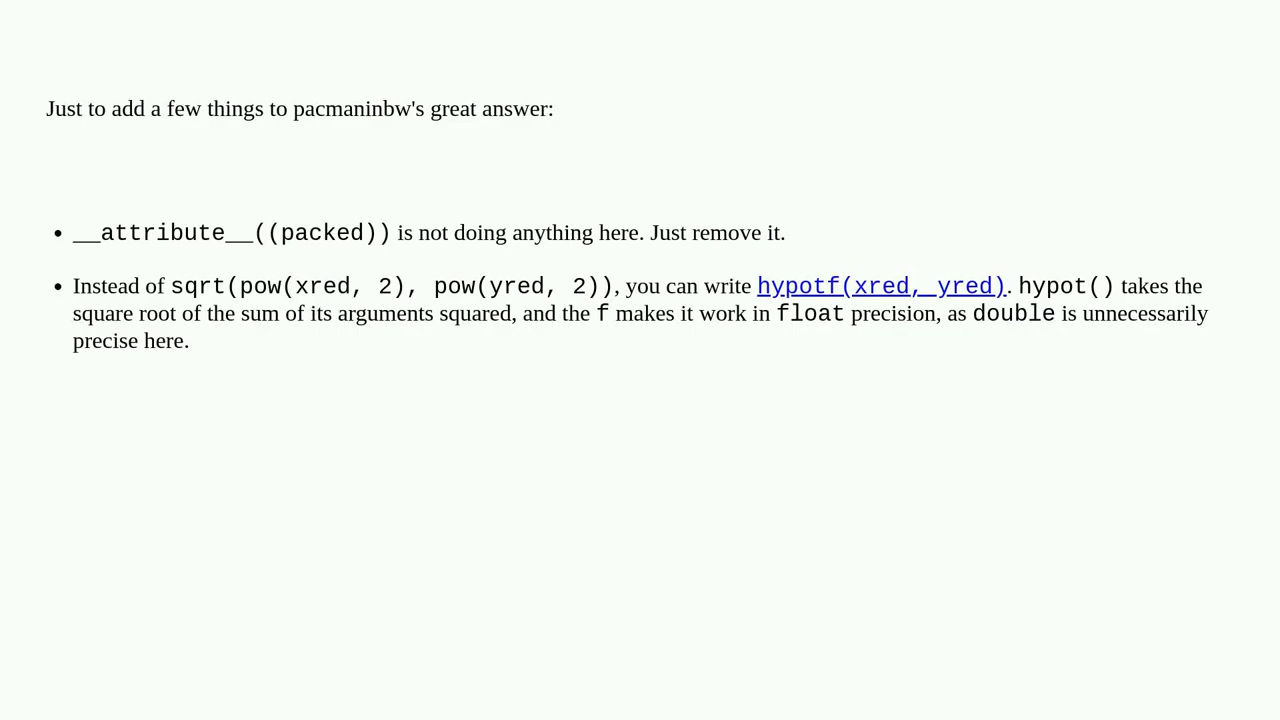 Just to add a few things to pacmaninbw's great answer:
• __attribute__((packed)) is not doing anything here. Just remove it.
• Instead of sqrt(pow(xred, 2), pow(yred, 2)), you can write hypotf(xred, yred). hypot() takes the
square root of the sum of its arguments squared, and the f makes it work in float precision, as double is unnecessarily
precise here.